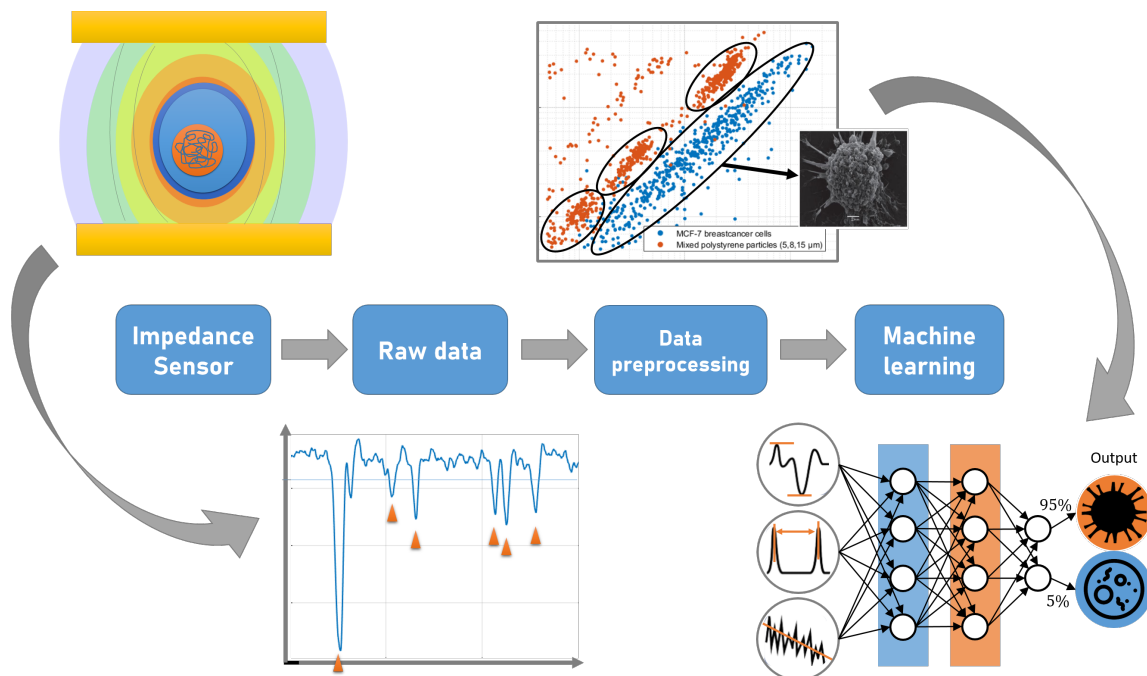 MCF-7 breastcancer cells
Mixed polystyrene particles (5,8,15 µm)
Impedance
Sensor
Raw data
Data
preprocessing
Machine
learning
Output
95%
5%